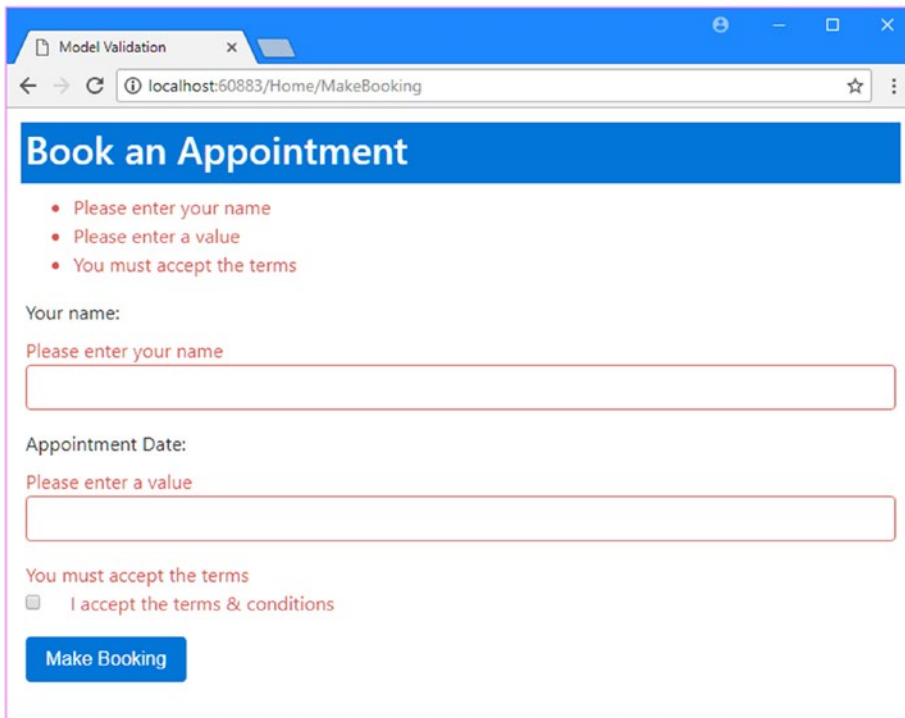 Model Validation
localhost:60883/Home/MakeBooking
Book an Appointment
• Please enter your name
• Please enter a value
• You must accept the terms
Your name:
Please enter your name
Appointment Date:
Please enter a value
You must accept the terms
I accept the terms & conditions
Make Booking